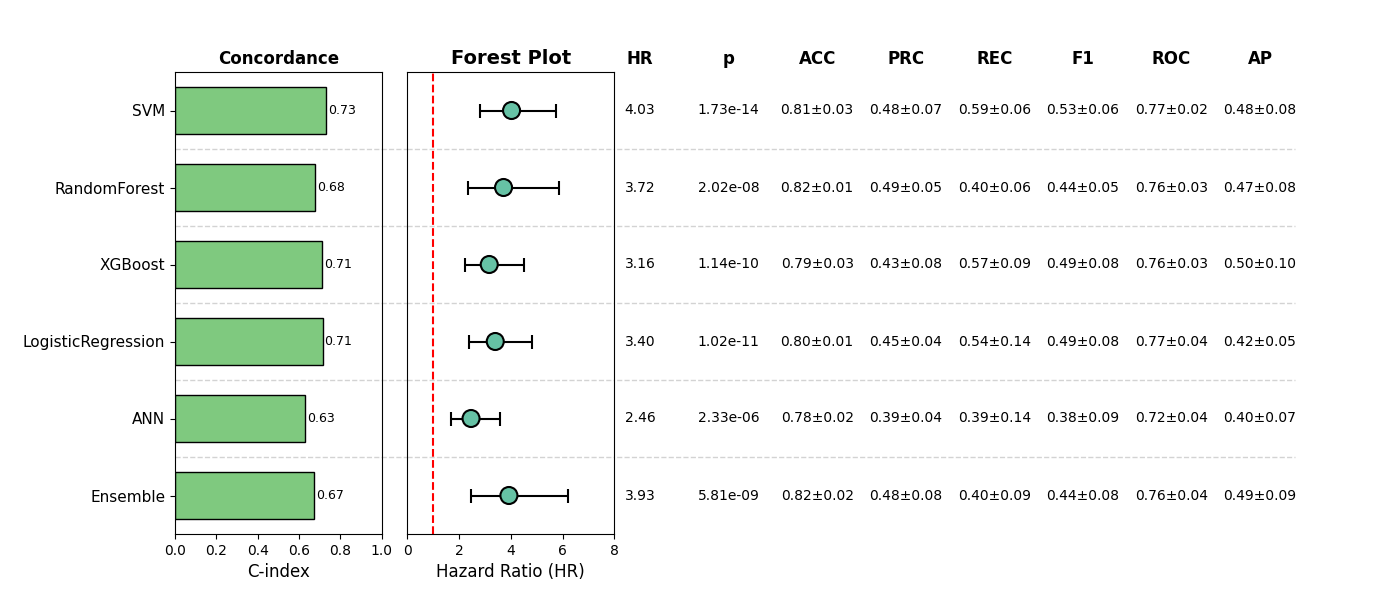 Concordance Forest Plot HR p ACC PRC REC F1 ROC AP
SVM 0.73 4.03 1.73e-14 0.81±0.03 0.48±0.07 0.59±0.06 0.53±0.06 0.77±0.02 0.48±0.08
RandomForest 0.68 3.72 2.02e-08 0.82±0.01 0.49±0.05 0.40±0.06 0.44±0.05 0.76±0.03 0.47±0.08
XGBoost 0.71 3.16 1.14e-10 0.79±0.03 0.43±0.08 0.57±0.09 0.49±0.08 0.76±0.03 0.50±0.10
LogisticRegression 0.71 3.40 1.02e-11 0.80±0.01 0.45±0.04 0.54±0.14 0.49±0.08 0.77±0.04 0.42±0.05
ANN 0.63 2.46 2.33e-06 0.78±0.02 0.39±0.04 0.39±0.14 0.38±0.09 0.72±0.04 0.40±0.07
Ensemble 0.67 3.93 5.81e-09 0.82±0.02 0.48±0.08 0.40±0.09 0.44±0.08 0.76±0.04 0.49±0.09
0.0 0.2 0.4 0.6 0.8 1.0 0 2 4 6 8
C-index Hazard Ratio (HR)